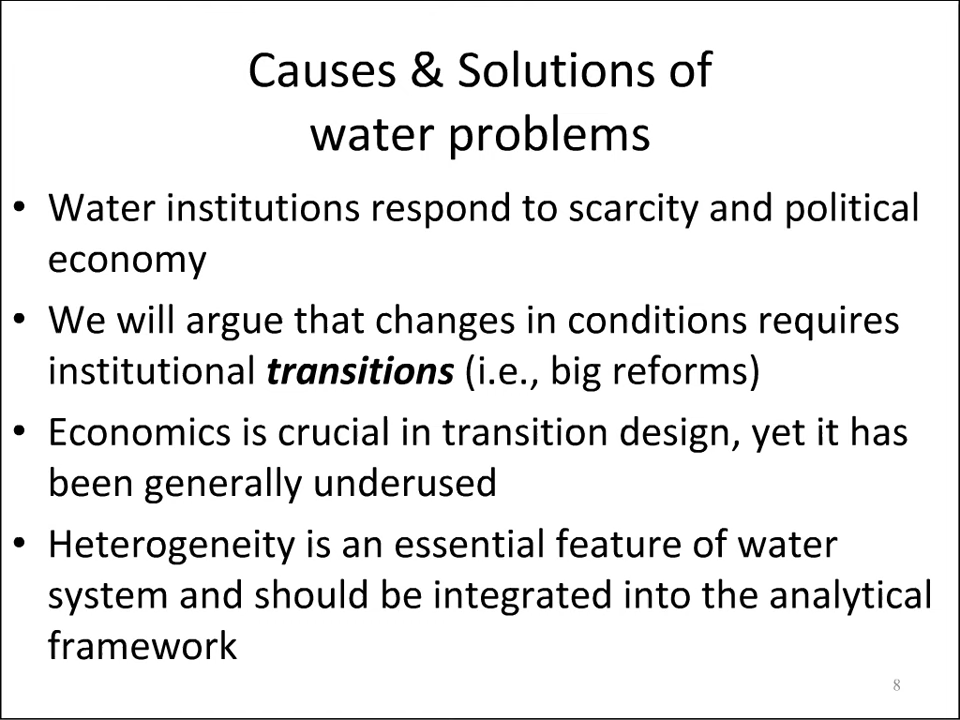 Causes & Solutions of
water problems
• Water institutions respond to scarcity and political
economy
• We will argue that changes in conditions requires
institutional transitions (i.e., big reforms)
• Economics is crucial in transition design, yet it has
been generally underused
• Heterogeneity is an essential feature of water
system and should be integrated into the analytical
framework
8